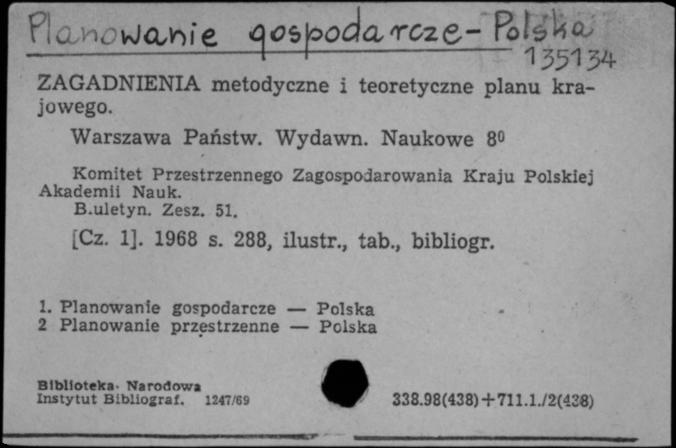 Planowanie gospodarcze - Polska
135134
ZAGADNIENIA metodyczne i teoretyczne planu kra-
jowego.
Warszawa Państw. Wydawn. Naukowe 8⁰
Komitet Przestrzennego Zagospodarowania Kraju Polskiej
Akademii Nauk.
B.uletyn. Zesz. 51.
[Cz. 1]. 1968 s. 288, ilustr., tab., bibliogr.
1. Planowanie gospodarcze — Polska
2 Planowanie przestrzenne — Polska
Biblioteka Narodowa
Instytut Bibliograf. 1247/69
338.98(438)+711.1./2(438)